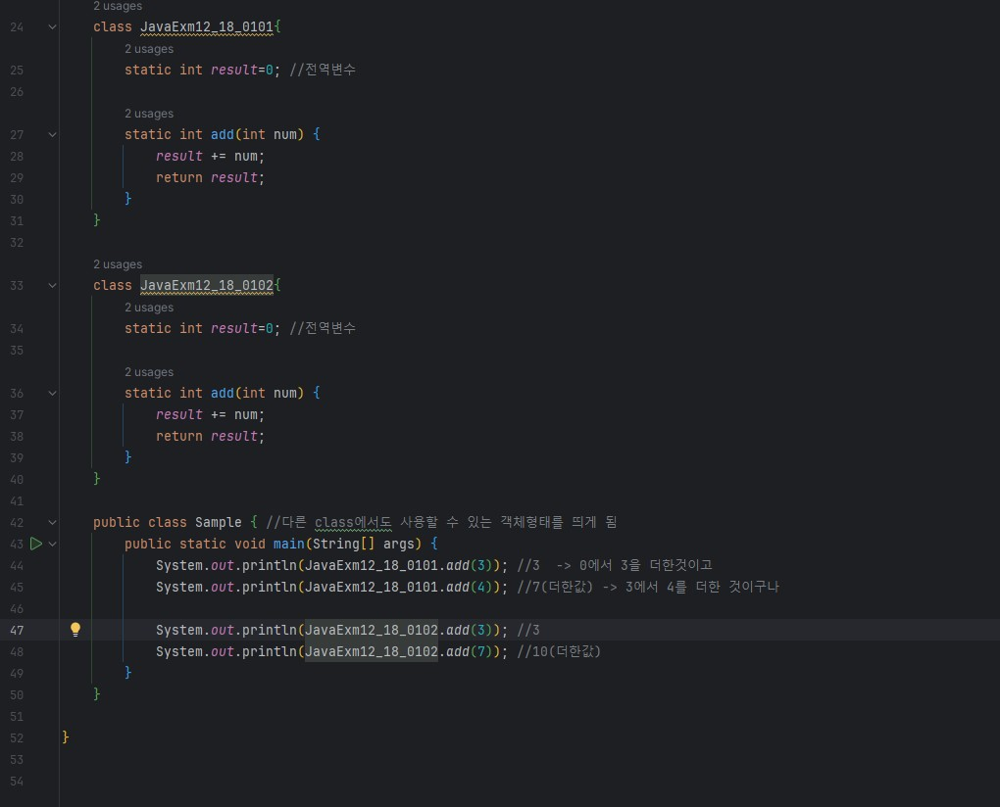 2 usages
24 class JavaExm12_18_0101{
2 usages
25 static int result=0; //전역변수
26
2 usages
27 static int add(int num) {
28 result += num;
29 return result;
30 }
31 }
32
2 usages
33 class JavaExm12_18_0102{
2 usages
34 static int result=0; //전역변수
35
2 usages
36 static int add(int num) {
37 result += num;
38 return result;
39 }
40 }
41
42 public class Sample { //다른 class에서도 사용할 수 있는 객체형태를 띄게 됨
43 public static void main(String[] args) {
44 System.out.println(JavaExm12_18_0101.add(3)); //3  -> 0에서 3을 더한것이고
45 System.out.println(JavaExm12_18_0101.add(4)); //7(더한값) -> 3에서 4를 더한 것이구나
46
47 System.out.println(JavaExm12_18_0102.add(3)); //3
48 System.out.println(JavaExm12_18_0102.add(7)); //10(더한값)
49 }
50 }
51
52 }
53
54